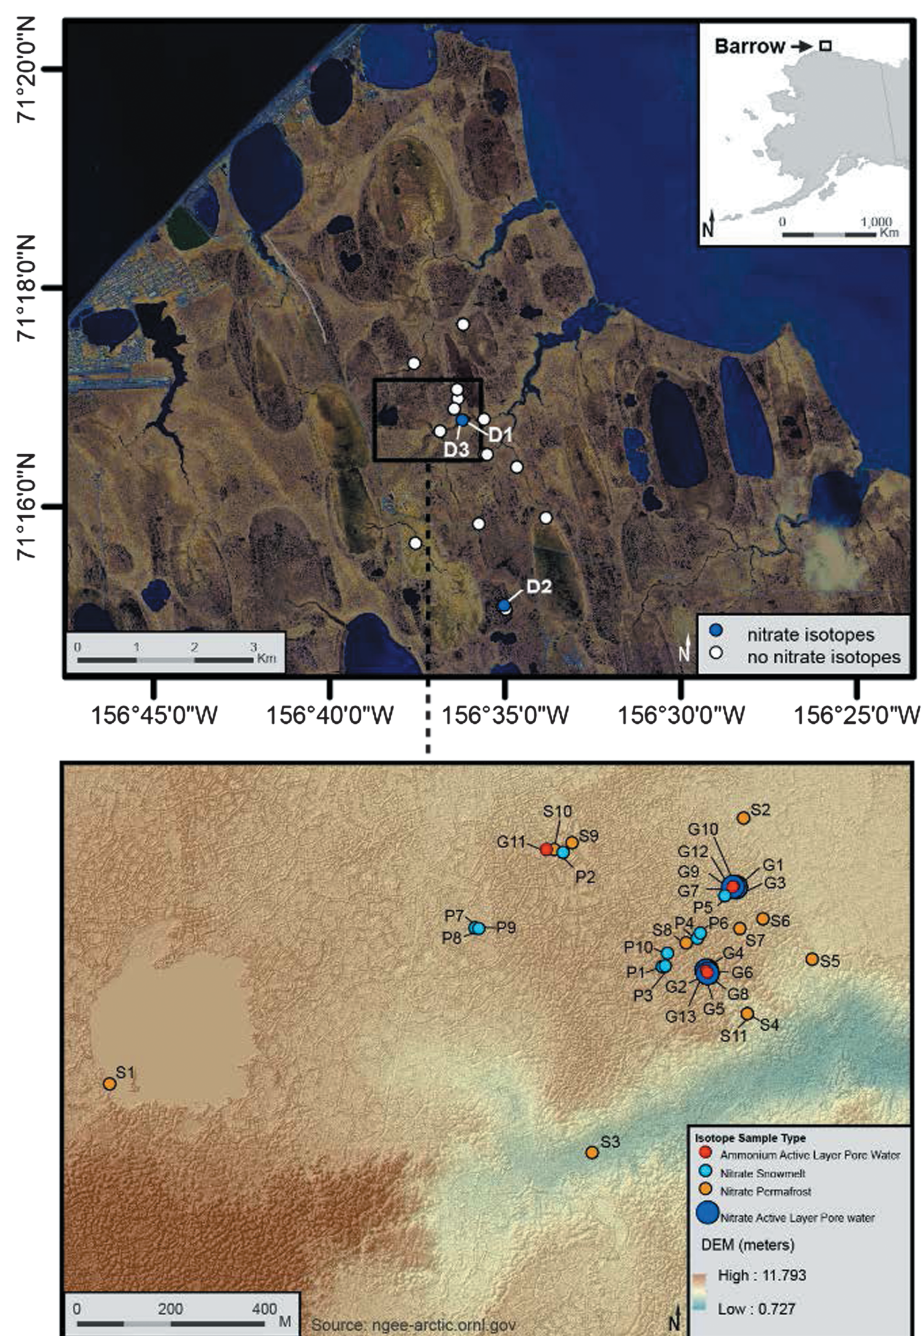 71°20'0"N
71°18'0"N
71°16'0"N
Barrow
N
0 1,000
Km
D1
D3
D2
0 1 2 3
Km
N
nitrate isotopes
no nitrate isotopes
156°45'0"W 156°40'0"W 156°35'0"W 156°30'0"W 156°25'0"W
S10
S9
G11
P2
S2
G10
G12
G9
G7
G1
G3
P5
P7
P8
P9
P4
P6
S8
S6
S7
P10
P1
P3
G4
G6
G2
G8
G5
G13
S5
S4
S11
S1
S3
Isotope Sample Type
Ammonium Active Layer Pore Water
Nitrate Snowmelt
Nitrate Permafrost
Nitrate Active Layer Pore water
DEM (meters)
High : 11.793
Low : 0.727
0 200 400
M
Source: ngee-arctic.ornl.gov
N